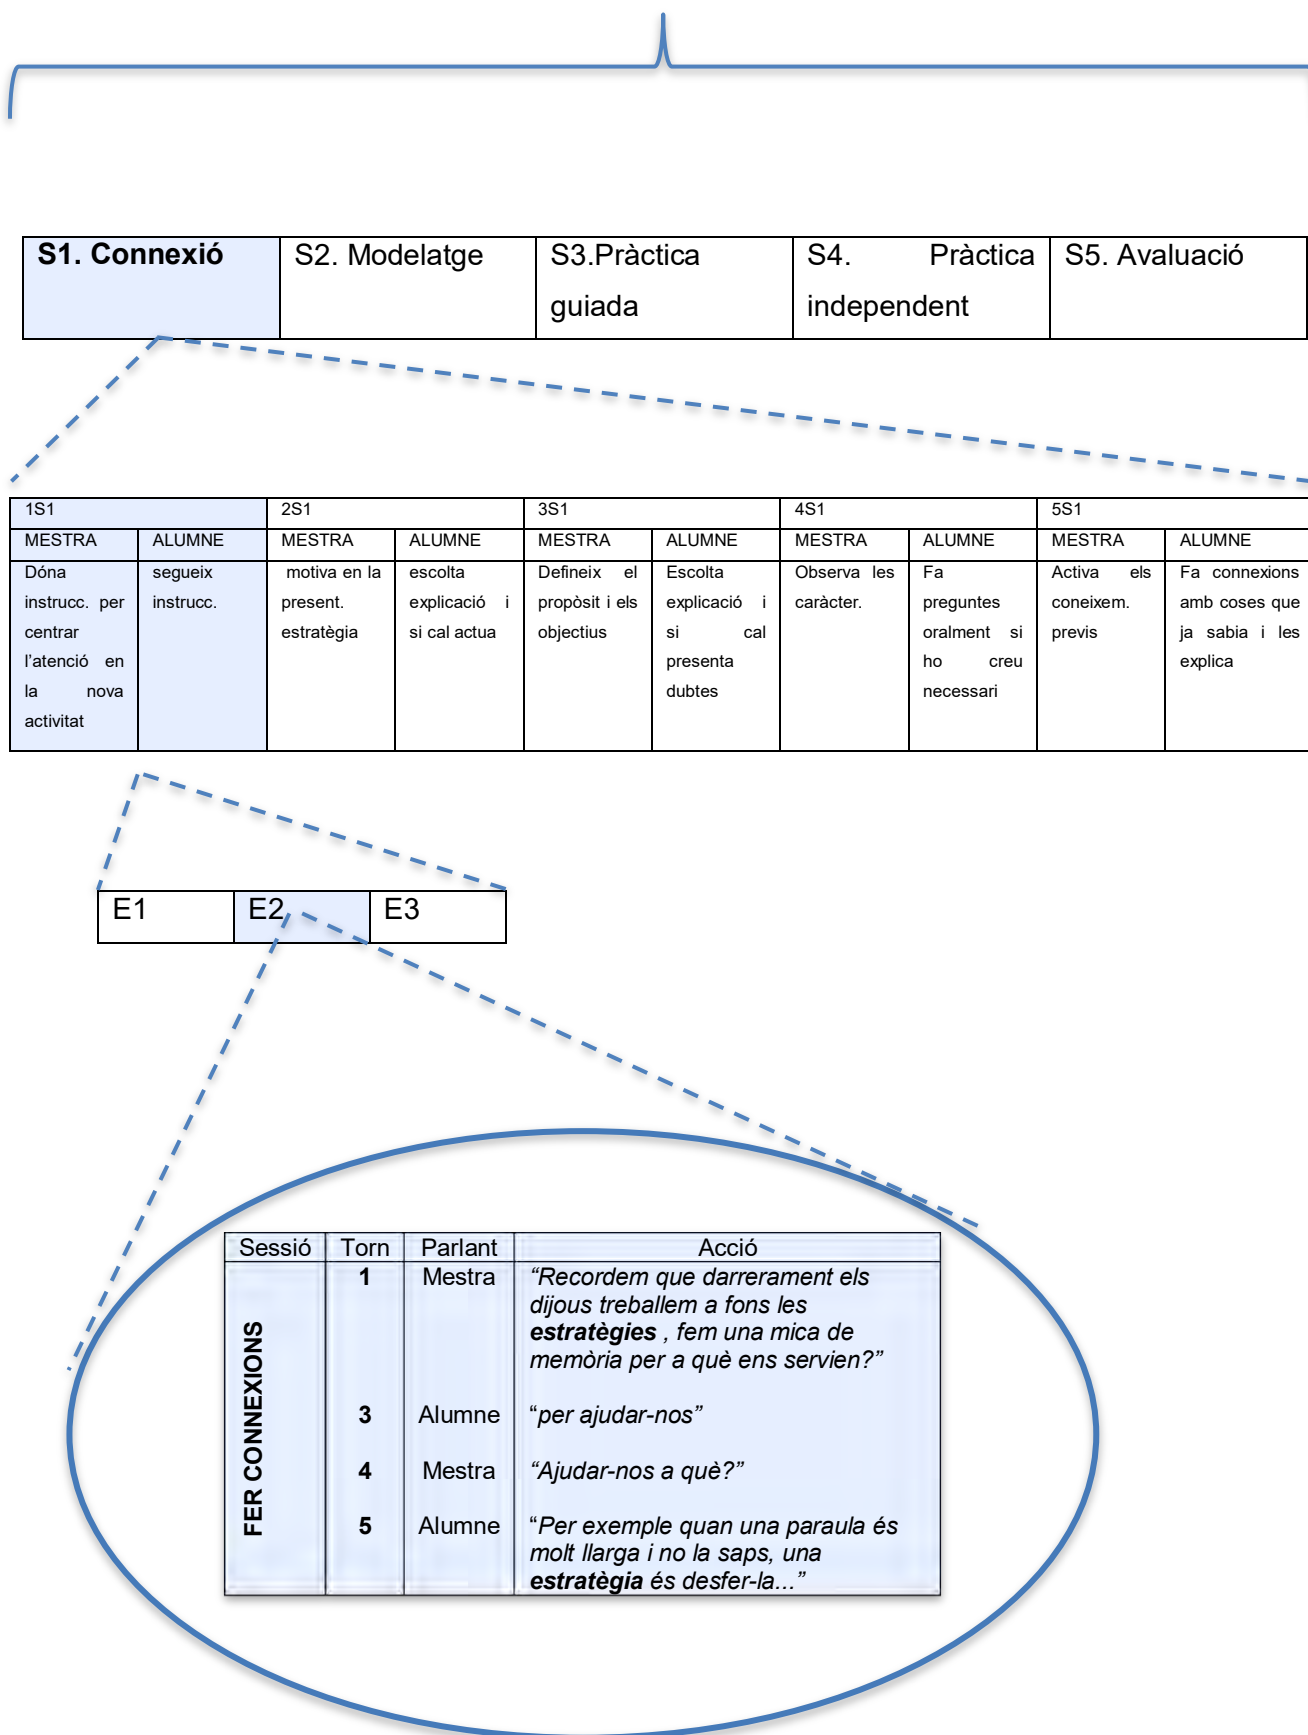 S1. Connexió
S2. Modelatge
S3.Pràctica
guiada
S4. Pràctica
independent
S5. Avaluació
1S1
2S1
3S1
4S1
5S1
MESTRA
ALUMNE
MESTRA
ALUMNE
MESTRA
ALUMNE
MESTRA
ALUMNE
MESTRA
ALUMNE
Dóna
instrucc. per
centrar
l’atenció en
la nova
activitat
segueix
instrucc.
motiva en la
present.
estratègia
escolta
explicació i
si cal actua
Defineix el
propòsit i els
objectius
Escolta
explicació i
si cal
presenta
dubtes
Observa les
caràcter.
Fa
preguntes
oralment si
ho creu
necessari
Activa els
coneixem.
previs
Fa connexions
amb coses que
ja sabia i les
explica
E1
E2
E3
Sessió Torn Parlant Acció
FER CONNEXIONS
1 Mestra “Recordem que darrerament els
dijous treballem a fons les
estratègies , fem una mica de
memòria per a què ens servien?”
3 Alumne “per ajudar-nos”
4 Mestra “Ajudar-nos a què?”
5 Alumne “Per exemple quan una paraula és
molt llarga i no la saps, una
estratègia és desfer-la...”